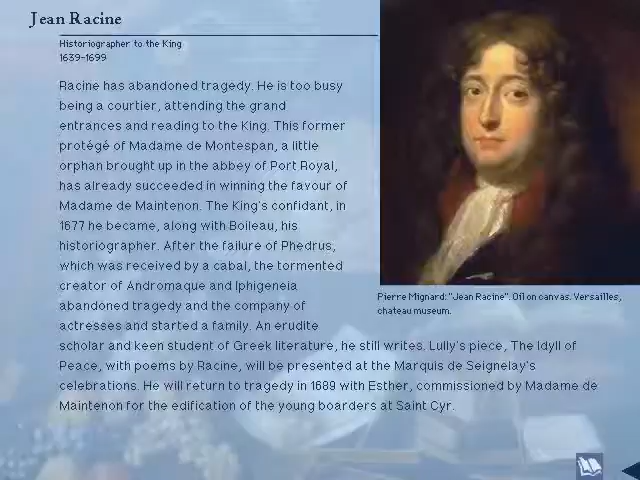 Jean Racine
Historiographer to the King
1639-1699
Racine has abandoned tragedy. He is too busy
being a courtier, attending the grand
entrances and reading to the King. This former
protégé of Madame de Montespan, a little
orphan brought up in the abbey of Port Royal,
has already succeeded in winning the favour of
Madame de Maintenon. The King's confidant, in
1677 he became, along with Boileau, his
historiographer. After the failure of Phedrus,
which was received by a cabal, the tormented
creator of Andromaque and Iphigeneia
abandoned tragedy and the company of
actresses and started a family. An erudite
scholar and keen student of Greek literature, he still writes. Lully's piece, The Idyll of
Peace, with poems by Racine, will be presented at the Marquis de Seignelay's
celebrations. He will return to tragedy in 1689 with Esther, commissioned by Madame de
Maintenon for the edification of the young boarders at Saint Cyr.
Pierre Mignard: "Jean Racine". Oil on canvas. Versailles,
chateau museum.